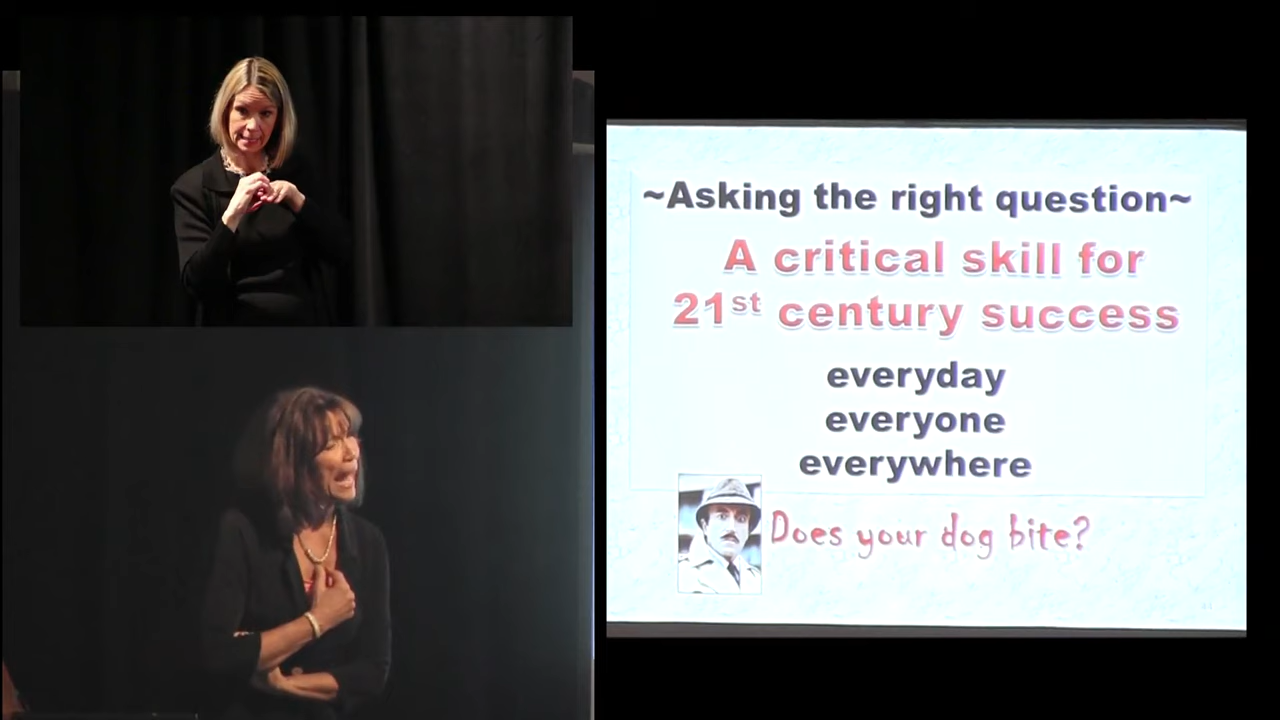 ~Asking the right question~
A critical skill for
21st century success
everyday
everyone
everywhere
Does your dog bite?